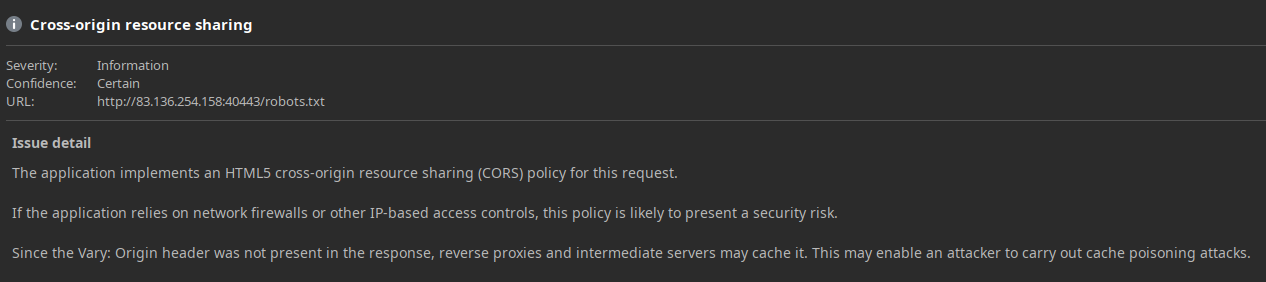 Cross-origin resource sharing
Severity: Information
Confidence: Certain
URL: http://83.136.254.158:40443/robots.txt
Issue detail
The application implements an HTML5 cross-origin resource sharing (CORS) policy for this request.
If the application relies on network firewalls or other IP-based access controls, this policy is likely to present a security risk.
Since the Vary: Origin header was not present in the response, reverse proxies and intermediate servers may cache it. This may enable an attacker to carry out cache poisoning attacks.